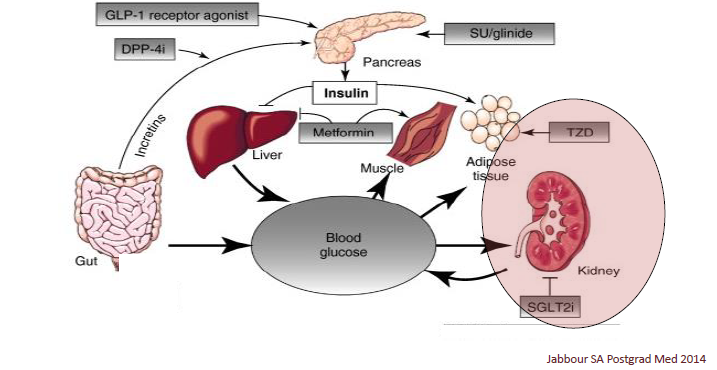 GLP-1 receptor agonist
SU/glinide
DPP-4i
Pancreas
Insulin
Incretins
Metformin
TZD
Liver
Muscle
Adipose
tissue
Blood
glucose
Gut
Kidney
SGLT2i
Jabbour SA Postgrad Med 2014